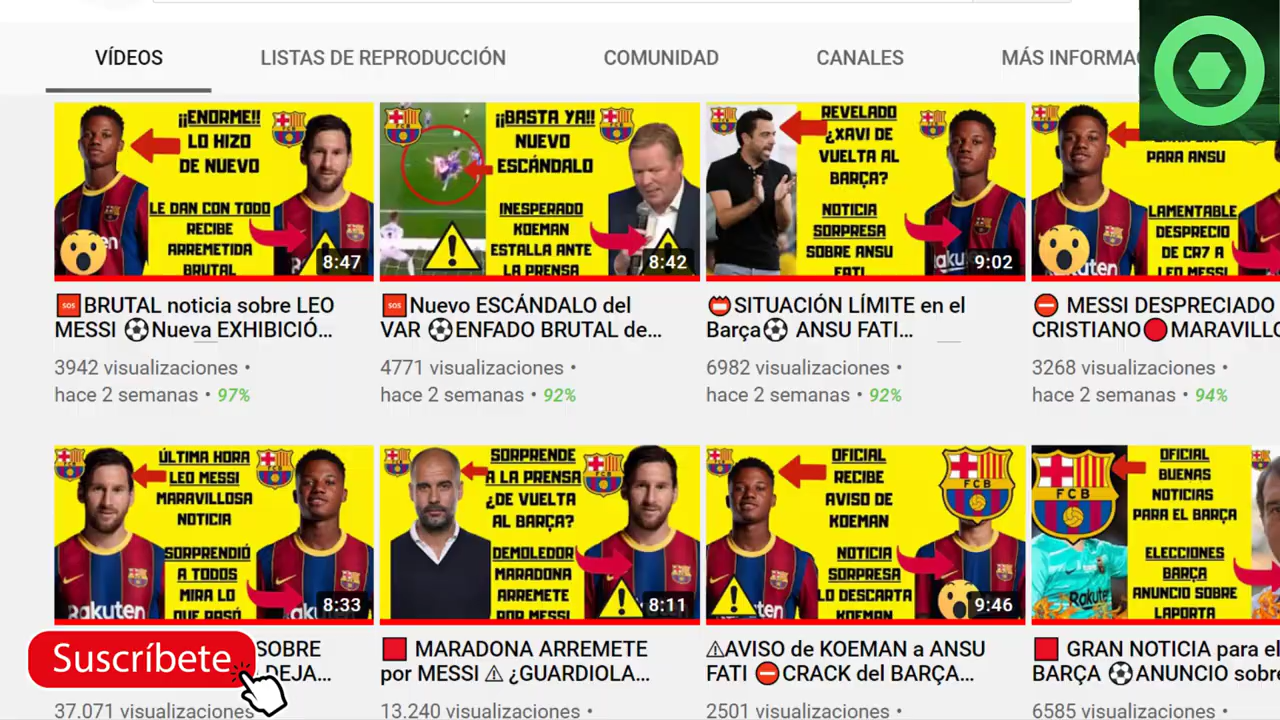 VÍDEOS
LISTAS DE REPRODUCCIÓN
COMUNIDAD
CANALES
MÁS INFORMAC
¡¡ENORME!!
LO HIZO
DE NUEVO
LE DAN CON TODO
RECIBE
ARREMETIDA
BRUTAL
8:47
¡¡BASTA YA!!
NUEVO
ESCÁNDALO
INESPERADO
KOEMAN
ESTALLA ANTE
LA PRENSA
8:42
REVELADO
¿XAVI DE
VUELTA AL
BARÇA?
NOTICIA
SORPRESA
SOBRE ANSU
FATI
9:02
PARA ANSU
LAMENTABLE
DESPRECIO
DE CR7 A
LEO MESSI
SOS BRUTAL noticia sobre LEO
MESSI ⚽Nueva EXHIBICIÓ...
3942 visualizaciones •
hace 2 semanas • 97%
SOS Nuevo ESCÁNDALO del
VAR ⚽ENFADO BRUTAL de...
4771 visualizaciones •
hace 2 semanas • 92%
📛SITUACIÓN LÍMITE en el
Barça⚽ ANSU FATI...
6982 visualizaciones •
hace 2 semanas • 92%
⛔ MESSI DESPRECIADO
CRISTIANO🔴MARAVILLO
3268 visualizaciones •
hace 2 semanas • 94%
ÚLTIMA HORA
LEO MESSI
MARAVILLOSA
NOTICIA
SORPRENDIÓ
A TODOS
MIRA LO
QUE PASÓ
Rakuten
8:33
SORPRENDE
A LA PRENSA
¿DE VUELTA
AL BARÇA?
DEMOLEDOR
MARADONA
ARREMETE
POR MESSI
8:11
OFICIAL
RECIBE
AVISO DE
KOEMAN
NOTICIA
SORPRESA
LO DESCARTA
KOEMAN
FCB
9:46
OFICIAL
BUENAS
NOTICIAS
PARA EL BARÇA
ELECCIONES
BARÇA
ANUNCIO SOBRE
LAPORTA
FCB
Rakuten
SOBRE
DEJA...
37.071 visualizaciones
Suscríbete
🟥 MARADONA ARREMETE
por MESSI ⚠ ¿GUARDIOLA...
13.240 visualizaciones •
⚠AVISO de KOEMAN a ANSU
FATI ⛔CRACK del BARÇA...
2501 visualizaciones •
🟥 GRAN NOTICIA para el
BARÇA ⚽ANUNCIO sobre
6585 visualizaciones •